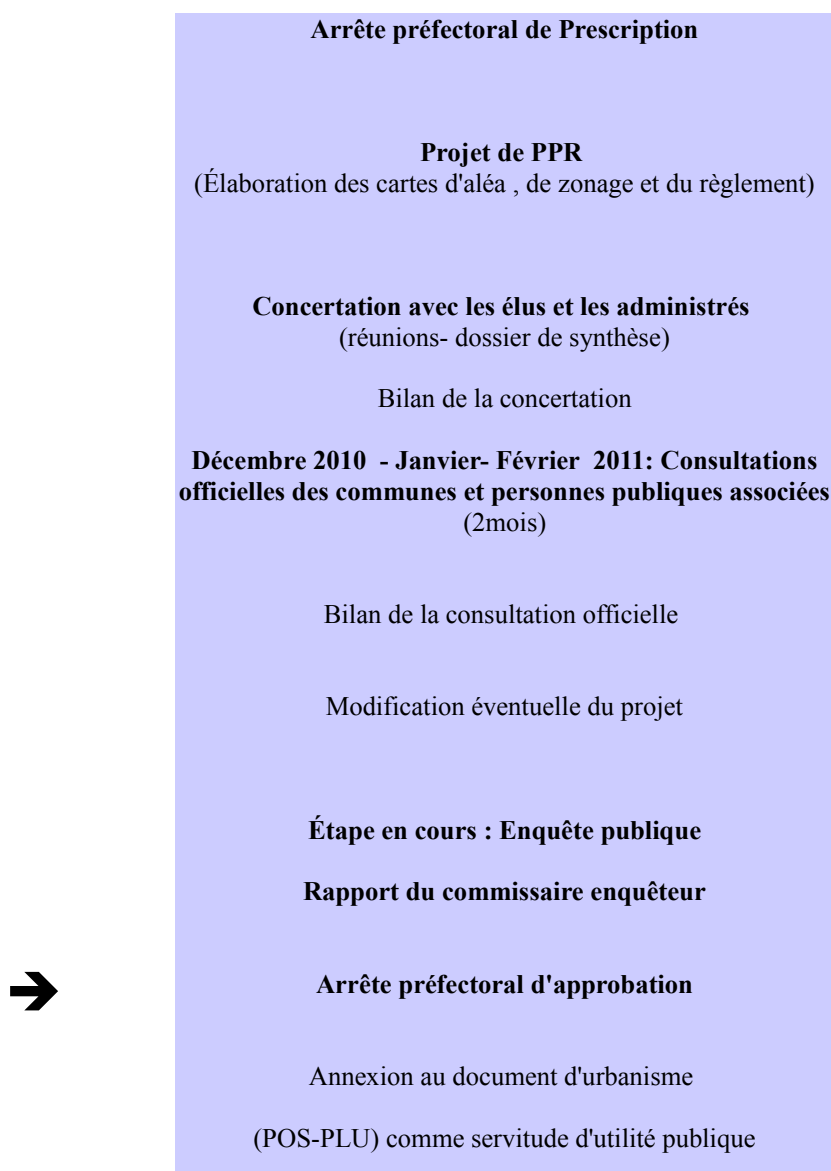 Arrête préfectoral de Prescription
Projet de PPR
(Élaboration des cartes d'aléa , de zonage et du règlement)
Concertation avec les élus et les administrés
(réunions- dossier de synthèse)
Bilan de la concertation
Décembre 2010 - Janvier- Février 2011: Consultations
officielles des communes et personnes publiques associées
(2mois)
Bilan de la consultation officielle
Modification éventuelle du projet
Étape en cours : Enquête publique
Rapport du commissaire enquêteur
Arrête préfectoral d'approbation
Annexion au document d'urbanisme
(POS-PLU) comme servitude d'utilité publique